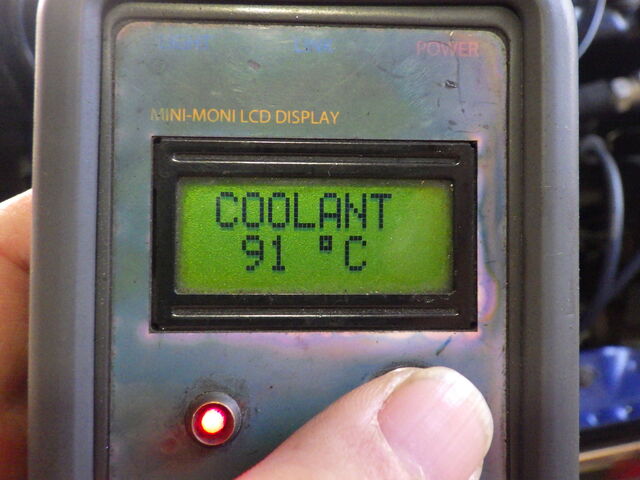 POWER
MINI-MONI LCD DISPLAY
COOLANT
91 °C